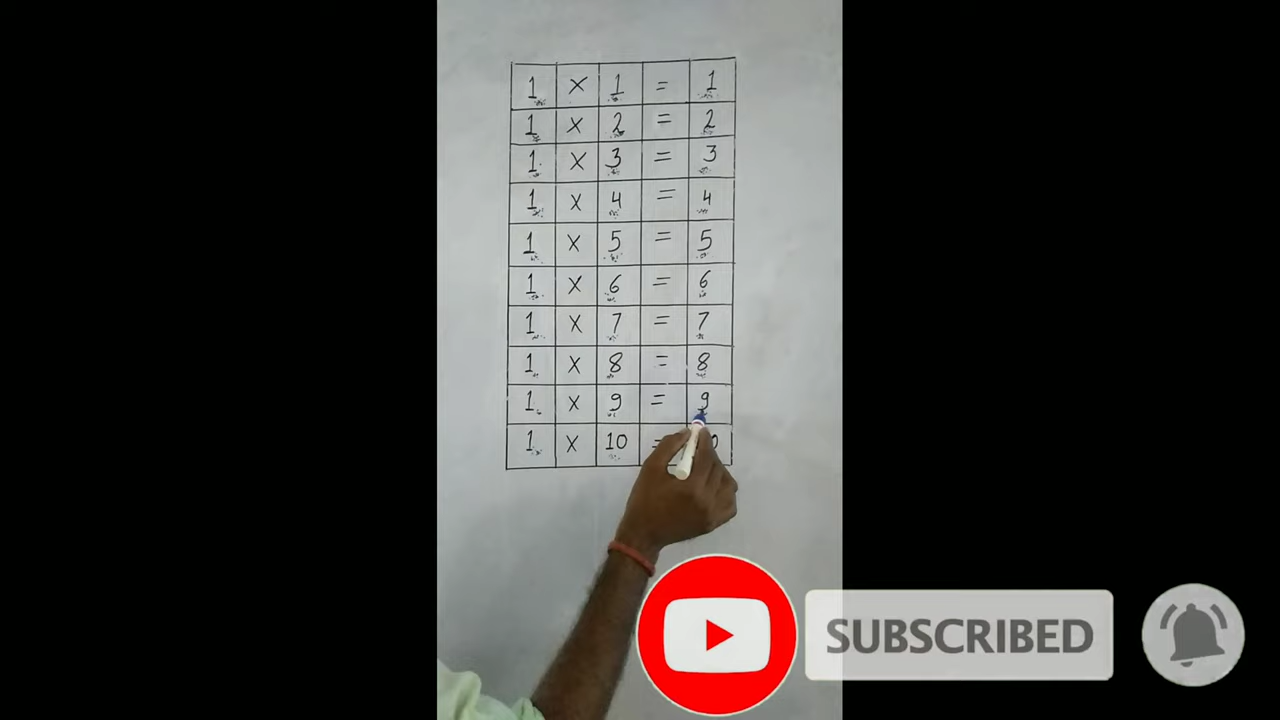 1 × 1 = 1
1 × 2 = 2
1 × 3 = 3
1 × 4 = 4
1 × 5 = 5
1 × 6 = 6
1 × 7 = 7
1 × 8 = 8
1 × 9 = 9
1 × 10 = 0
SUBSCRIBED